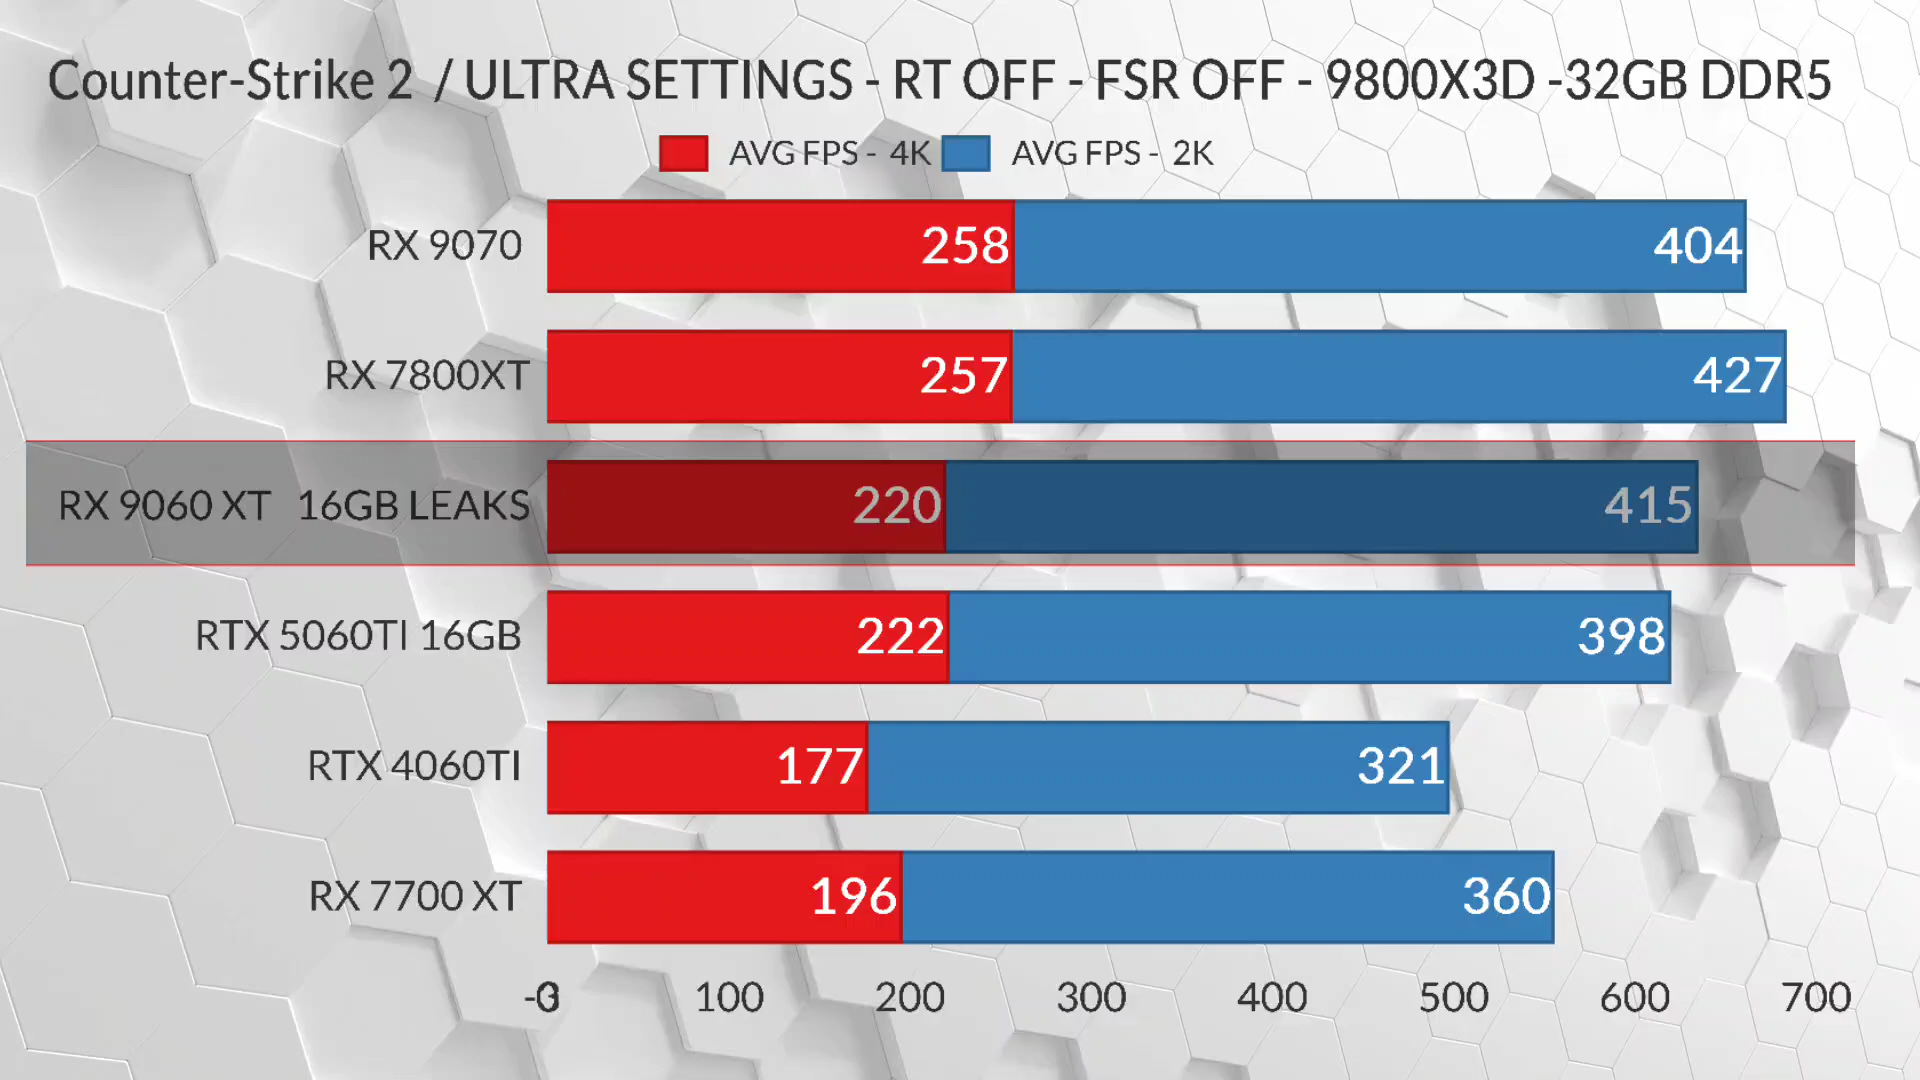 Counter-Strike 2 / ULTRA SETTINGS - RT OFF - FSR OFF - 9800X3D -32GB DDR5
AVG FPS - 4K AVG FPS - 2K
RX 9070 258 404
RX 7800XT 257 427
RX 9060 XT 16GB LEAKS 220 415
RTX 5060TI 16GB 222 398
RTX 4060TI 177 321
RX 7700 XT 196 360
100 200 300 400 500 600 700